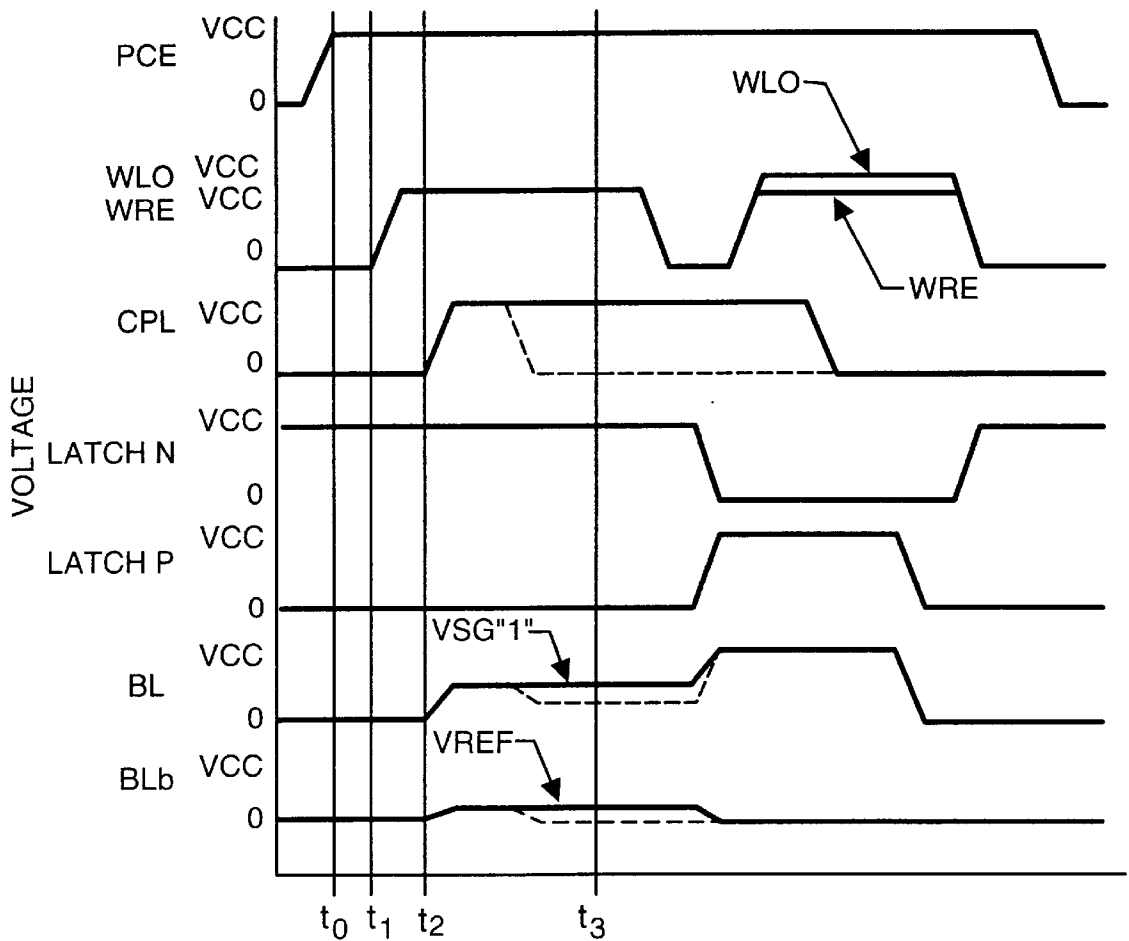 PCE
VCC
0
WLO
WLO
WRE
VCC
VCC
0
WRE
CPL
VCC
0
VOLTAGE
LATCH N
VCC
0
LATCH P
VCC
0
VSG"1"
BL
VCC
0
VREF
BLb
VCC
0
t0 t1 t2 t3